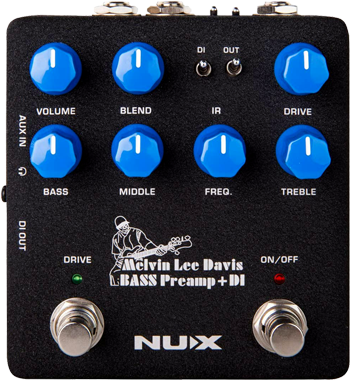 DI OUT
VOLUME BLEND IR DRIVE
AUX IN
BASS MIDDLE FREQ. TREBLE
DI OUT
Melvin Lee Davis
BASS Preamp+DI
DRIVE ON/OFF
NUX